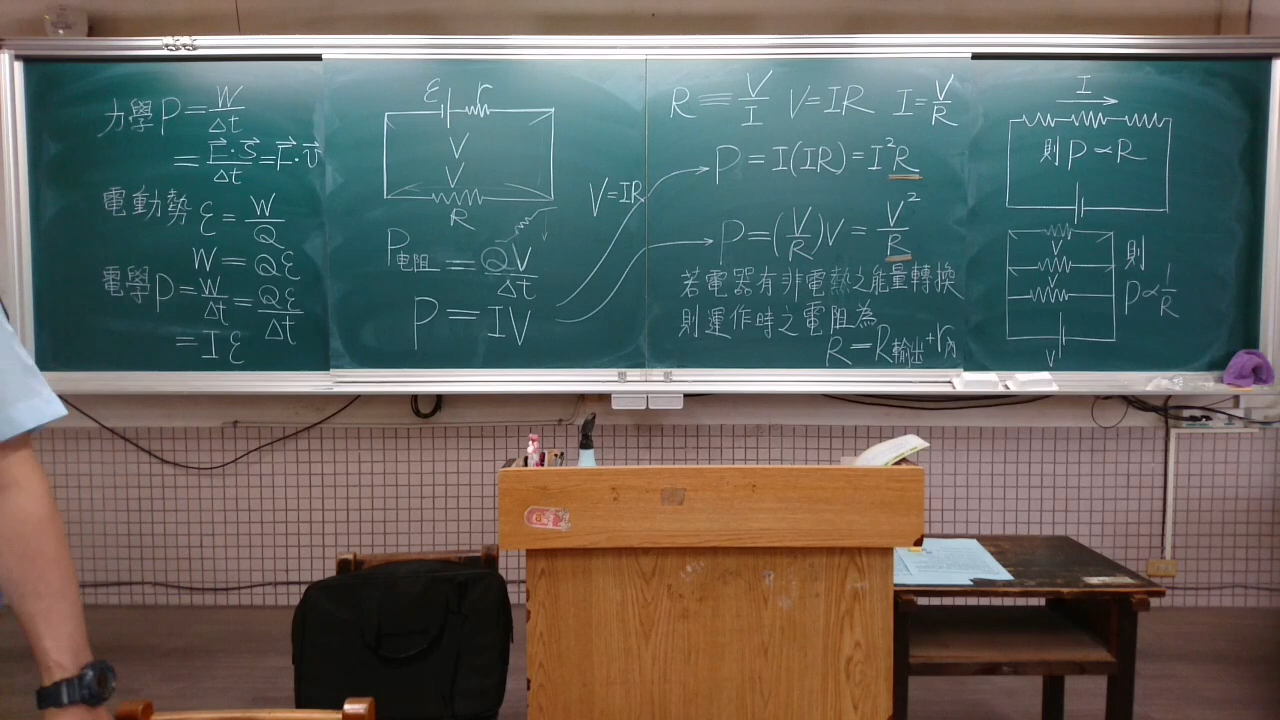 力學 P = W/Δt
= F⃗·S⃗/Δt = F⃗·v⃗
電動勢 ε = W/Q
W = Qε
電學 P = W/Δt = Qε/Δt
= Iε
ε r
V
V
R
P電阻 = QV/Δt
P = IV
V = IR
R ≡ V/I V = IR I = V/R
P = I(IR) = I²R
P = (V/R)V = V²/R
若電器有非電熱之能量轉換
則運作時之電阻為
R = R輸出 + r內
I
則 P ∝ R
V
V
則
P ∝ 1/R
V